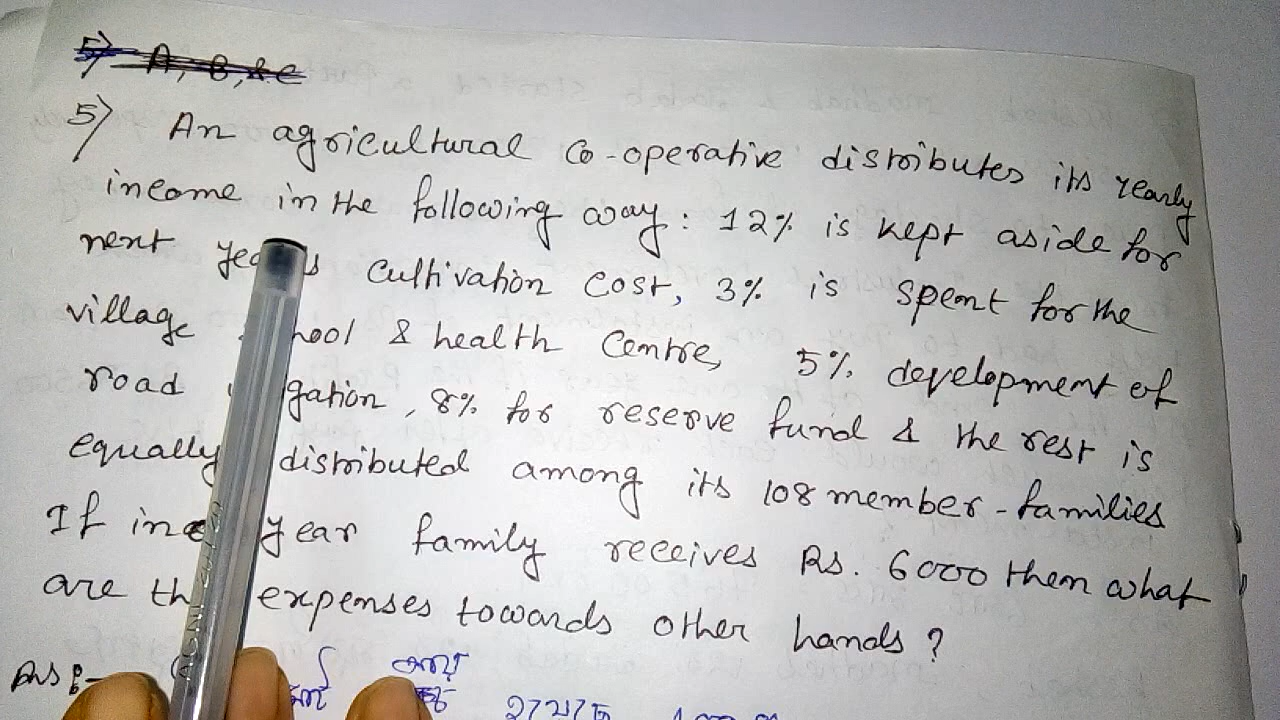 5) A, B, & C
5) An agricultural co-operative distributes its yearly
income in the following way: 12% is kept aside for
next cultivation cost, 3% is spent for the
village & health Centre, 5% development of
road , 8% for reserve fund & the rest is
equally distributed among its 108 member-families
If in year family receives Rs. 6000 then what
are expenses towards other hands?
Ans :-